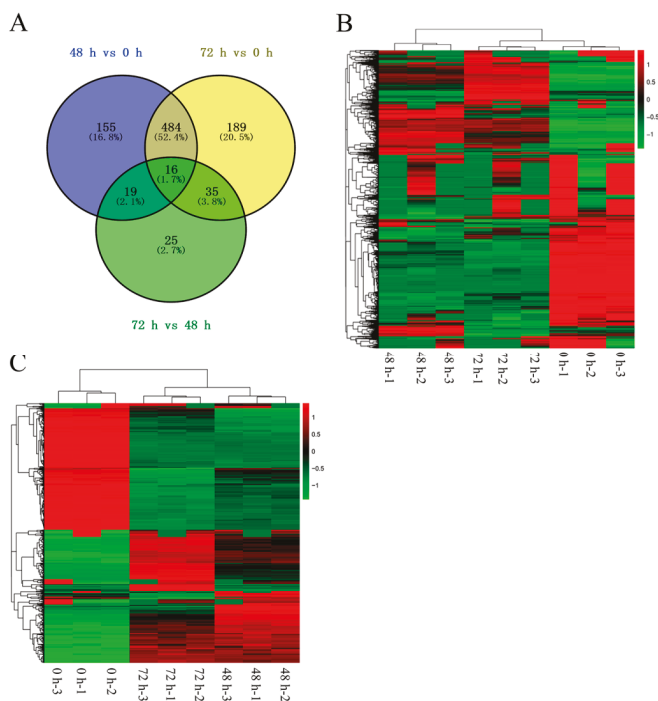 A
48 h vs 0 h
72 h vs 0 h
155
(16.8%)
484
(52.4%)
189
(20.5%)
16
(1.7%)
19
(2.1%)
35
(3.8%)
25
(2.7%)
72 h vs 48 h
B
1
0.5
0
-0.5
-1
48 h-1
48 h-2
48 h-3
72 h-1
72 h-2
72 h-3
0 h-1
0 h-2
0 h-3
C
1
0.5
0
-0.5
-1
0 h-3
0 h-1
0 h-2
72 h-3
72 h-1
72 h-2
48 h-3
48 h-1
48 h-2